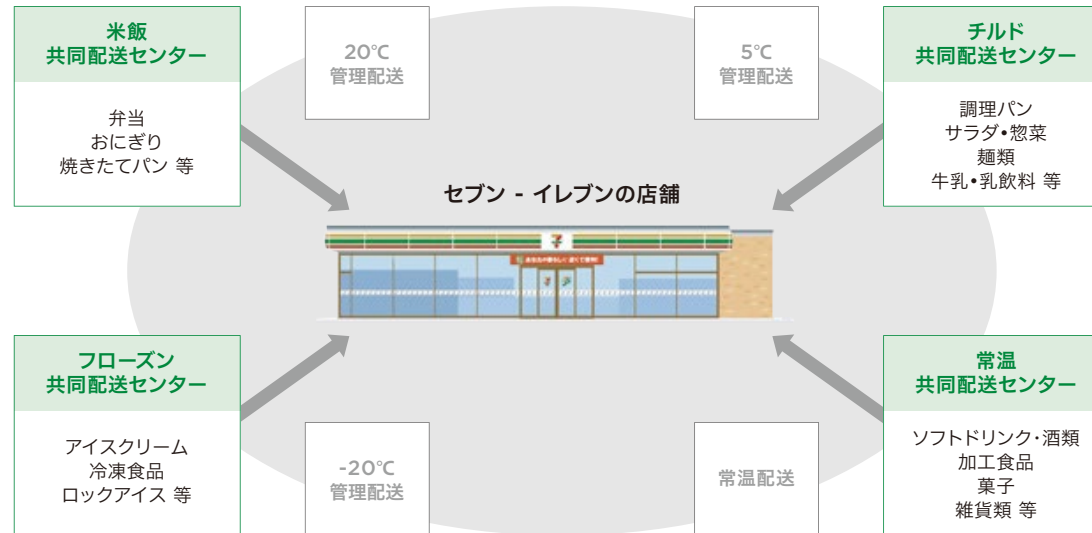 米飯
共同配送センター
弁当
おにぎり
焼きたてパン 等
20℃
管理配送
5℃
管理配送
チルド
共同配送センター
調理パン
サラダ•惣菜
麺類
牛乳•乳飲料 等
セブン - イレブンの店舗
フローズン
共同配送センター
アイスクリーム
冷凍食品
ロックアイス 等
-20℃
管理配送
常温配送
常温
共同配送センター
ソフトドリンク・酒類
加工食品
菓子
雑貨類 等